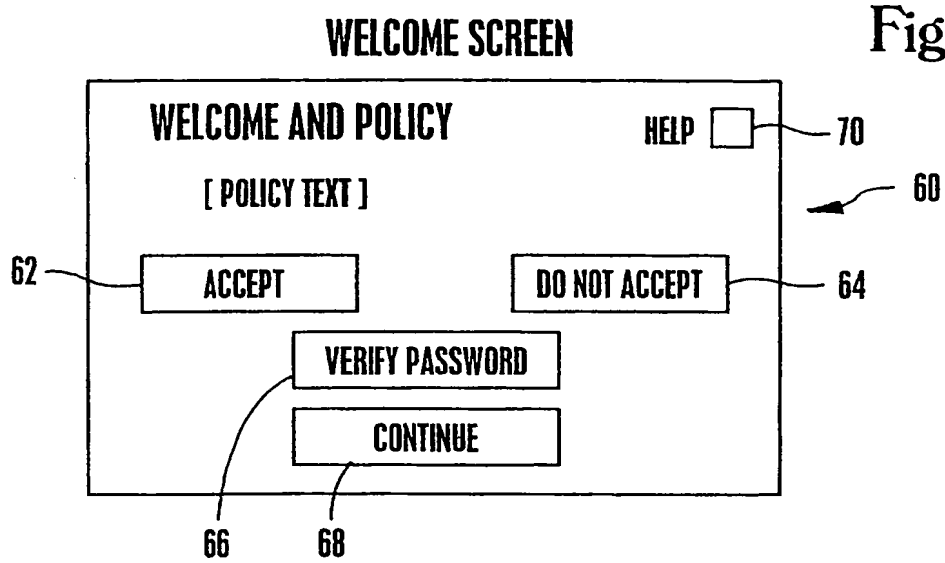 Fig
WELCOME SCREEN
WELCOME AND POLICY
HELP
70
[ POLICY TEXT ]
60
62
ACCEPT
DO NOT ACCEPT
64
VERIFY PASSWORD
CONTINUE
66
68